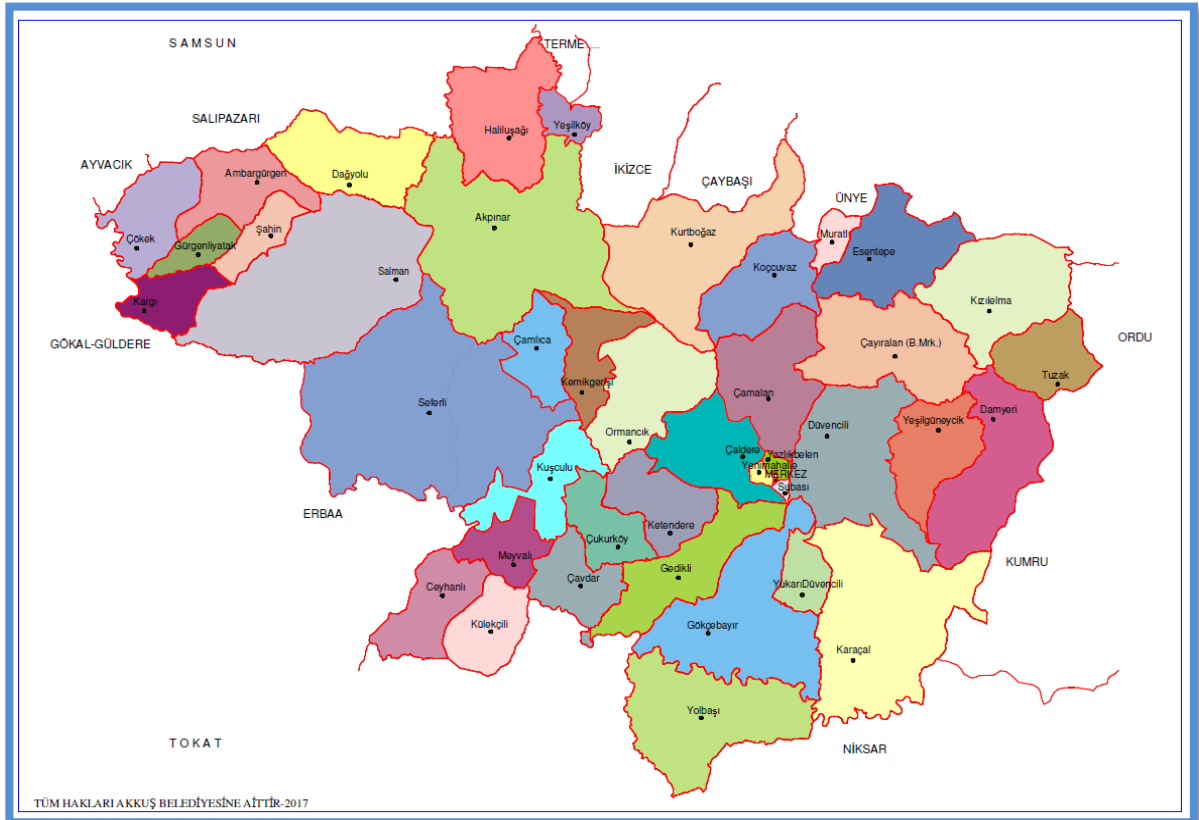 SAMSUN
TERME
SALIPAZARI
Haliluşağı
Yeşilköy
AYVACIK
Ambargürgen
Dağyolu
İKİZCE
ÇAYBAŞI
ÜNYE
Çökek
Gürgenliyatak
Şahin
Akpınar
Kurtboğaz
Muratlı
Esentepe
Salman
Koçcuvaz
Kargı
Kızılelma
GÖKAL-GÜLDERE
Çamlıca
Çayıralan (B.Mrk.)
ORDU
Tuzak
Kemikgerişi
Seferli
Çamalan
Damyeri
Ormancık
Düvencili
Yeşilgüneycik
Çaldere
Yazlıkbelen
Yenimahalle
MERKEZ
Kuşculu
Subası
ERBAA
Ketendere
Çukurköy
Meyvalı
Gedikli
KUMRU
Çavdar
YukarıDüvencili
Ceyhanlı
Külekçili
Gökçebayır
Karaçal
Yolbaşı
TOKAT
NİKSAR
TÜM HAKLARI AKKUŞ BELEDİYESİNE AİTTİR-2017